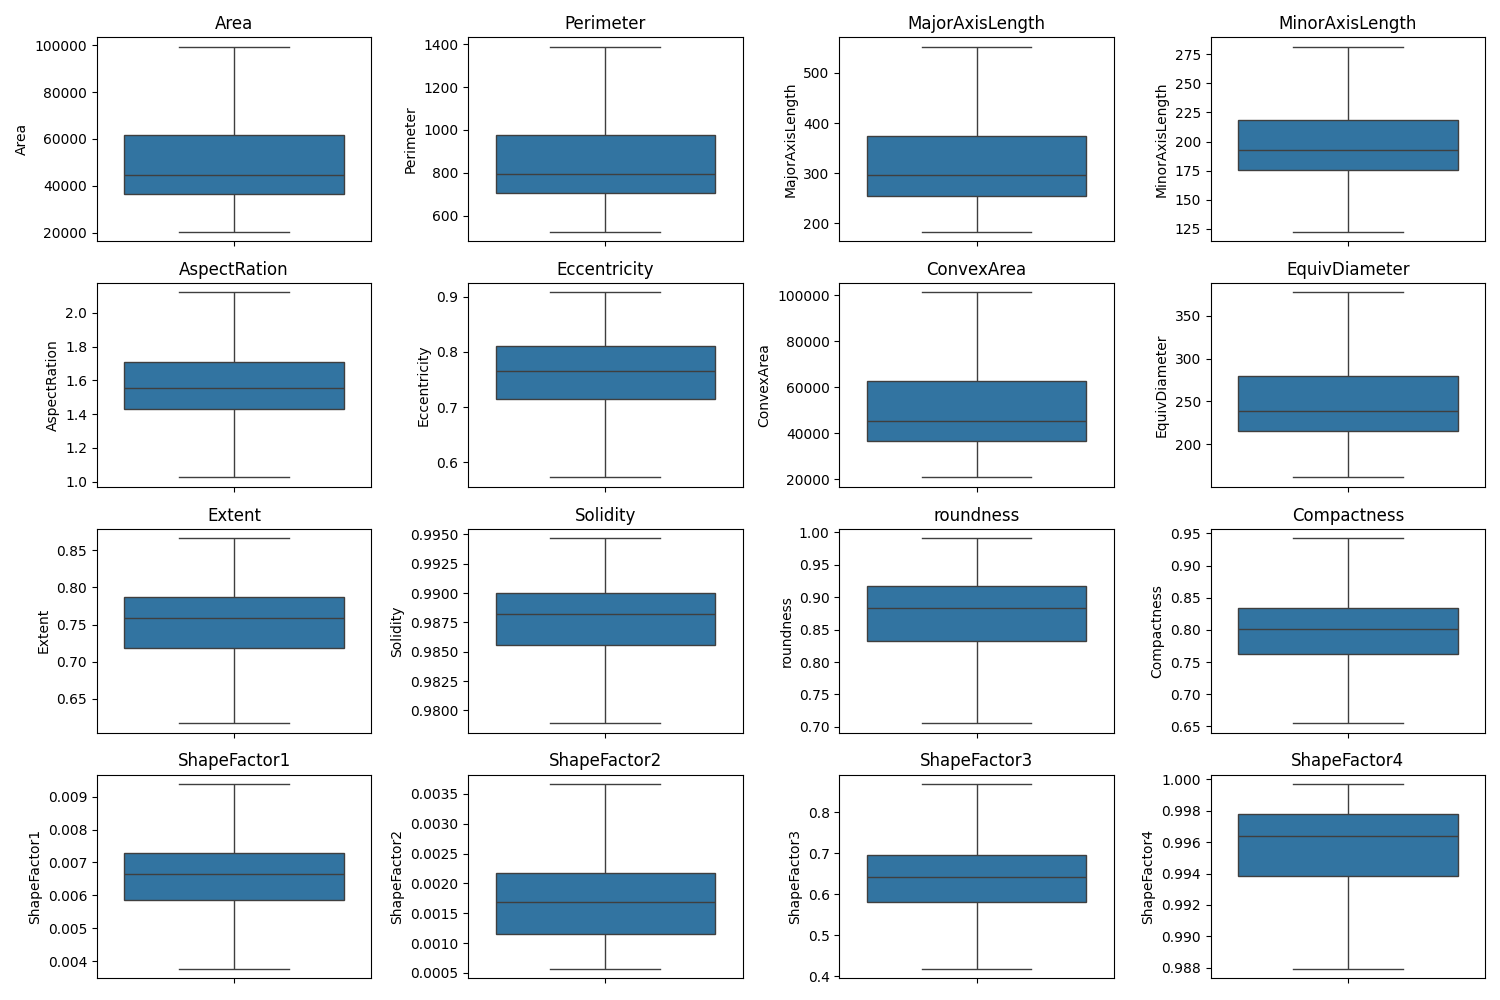 Area
Perimeter
MajorAxisLength
MinorAxisLength
100000
80000
60000
40000
20000
Area
1400
1200
1000
800
600
Perimeter
500
400
300
200
MajorAxisLength
275
250
225
200
175
150
125
MinorAxisLength
AspectRation
Eccentricity
ConvexArea
EquivDiameter
2.0
1.8
1.6
1.4
1.2
1.0
AspectRation
0.9
0.8
0.7
0.6
Eccentricity
100000
80000
60000
40000
20000
ConvexArea
350
300
250
200
EquivDiameter
Extent
Solidity
roundness
Compactness
0.85
0.80
0.75
0.70
0.65
Extent
0.9950
0.9925
0.9900
0.9875
0.9850
0.9825
0.9800
Solidity
1.00
0.95
0.90
0.85
0.80
0.75
0.70
roundness
0.95
0.90
0.85
0.80
0.75
0.70
0.65
Compactness
ShapeFactor1
ShapeFactor2
ShapeFactor3
ShapeFactor4
0.009
0.008
0.007
0.006
0.005
0.004
ShapeFactor1
0.0035
0.0030
0.0025
0.0020
0.0015
0.0010
0.0005
ShapeFactor2
0.8
0.7
0.6
0.5
0.4
ShapeFactor3
1.000
0.998
0.996
0.994
0.992
0.990
0.988
ShapeFactor4